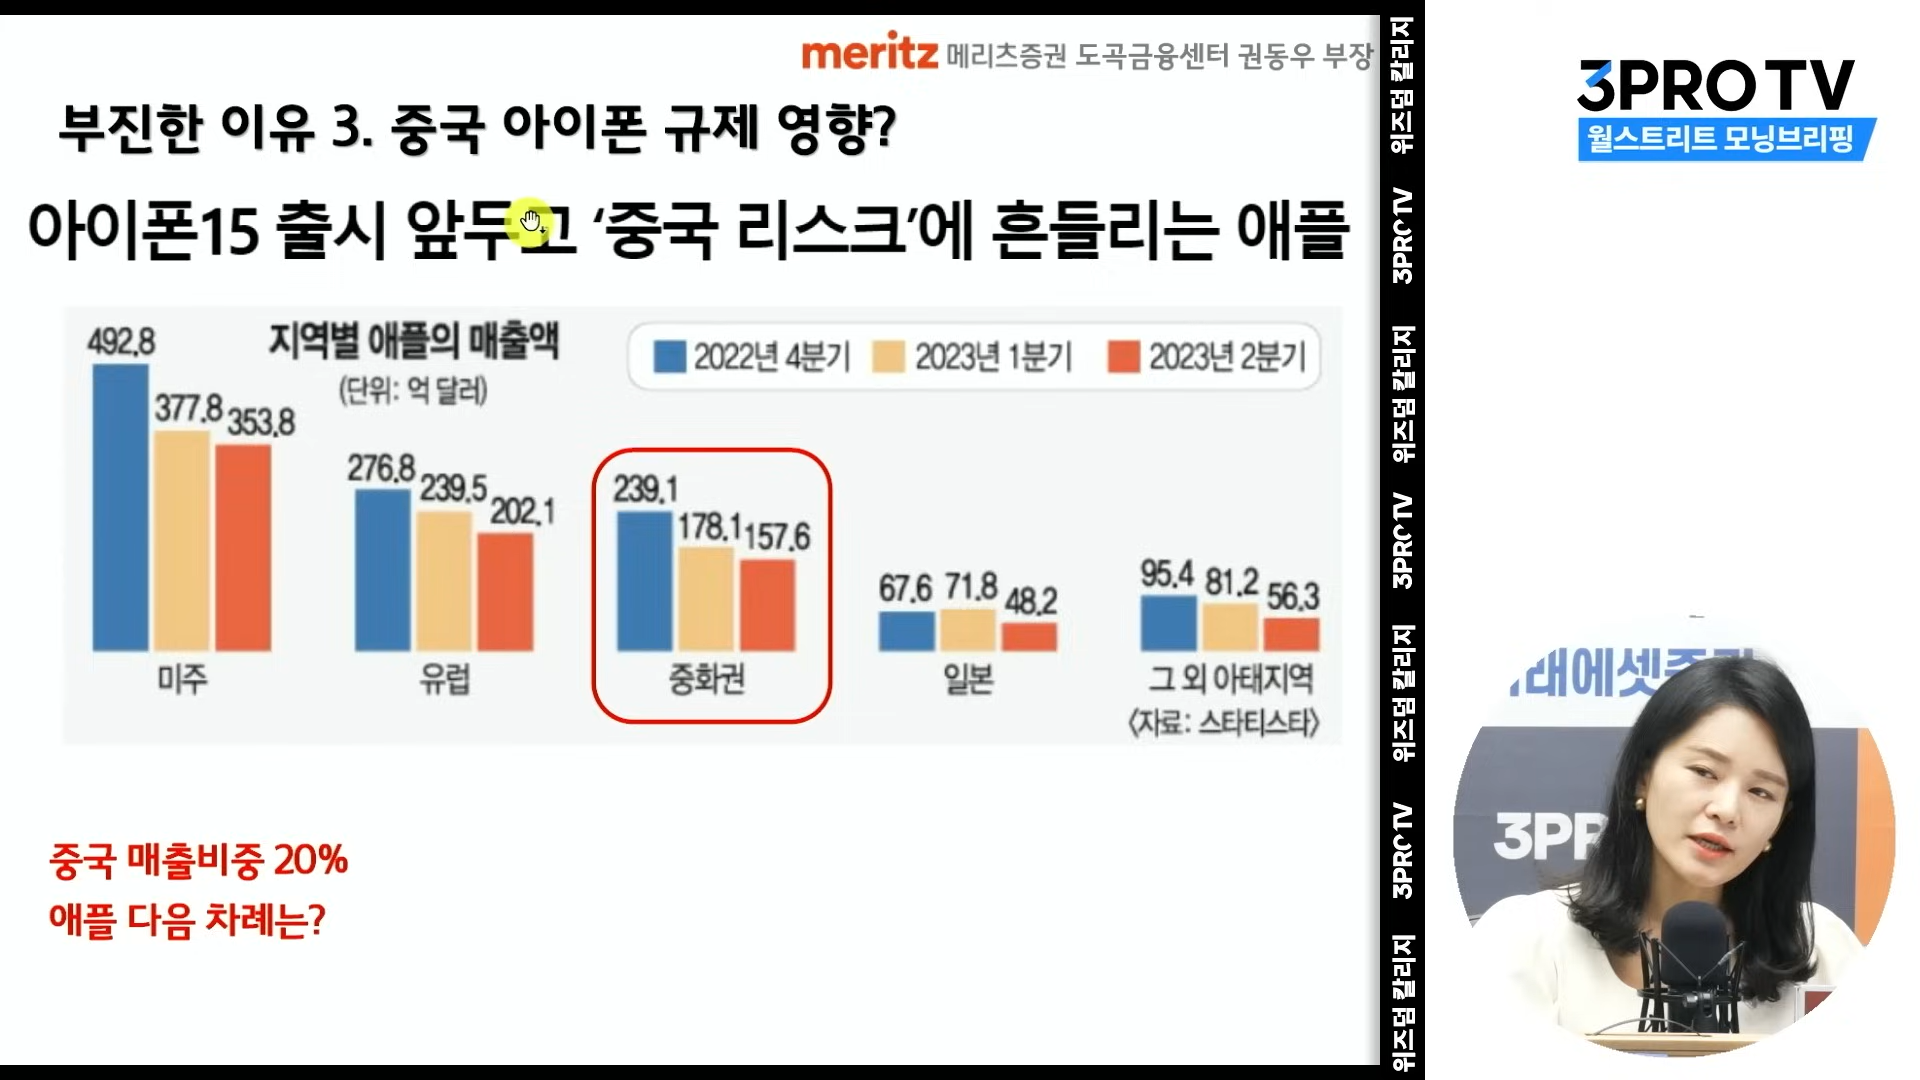 meritz 메리츠증권 도곡금융센터 권동우 부장
부진한 이유 3. 중국 아이폰 규제 영향?
아이폰15 출시 앞두고 ‘중국 리스크’에 흔들리는 애플
지역별 애플의 매출액
(단위: 억 달러)
2022년 4분기 2023년 1분기 2023년 2분기
492.8 377.8 353.8
276.8 239.5 202.1
239.1 178.1 157.6
67.6 71.8 48.2
95.4 81.2 56.3
미주 유럽 중화권 일본 그 외 아태지역
〈자료: 스타티스타〉
중국 매출비중 20%
애플 다음 차례는?
위즈덤 칼리지 3PROTV 위즈덤 칼리지 3PROTV 위즈덤 칼리지 3PROTV 위즈덤 칼리지
3PROTV
월스트리트 모닝브리핑
3PR